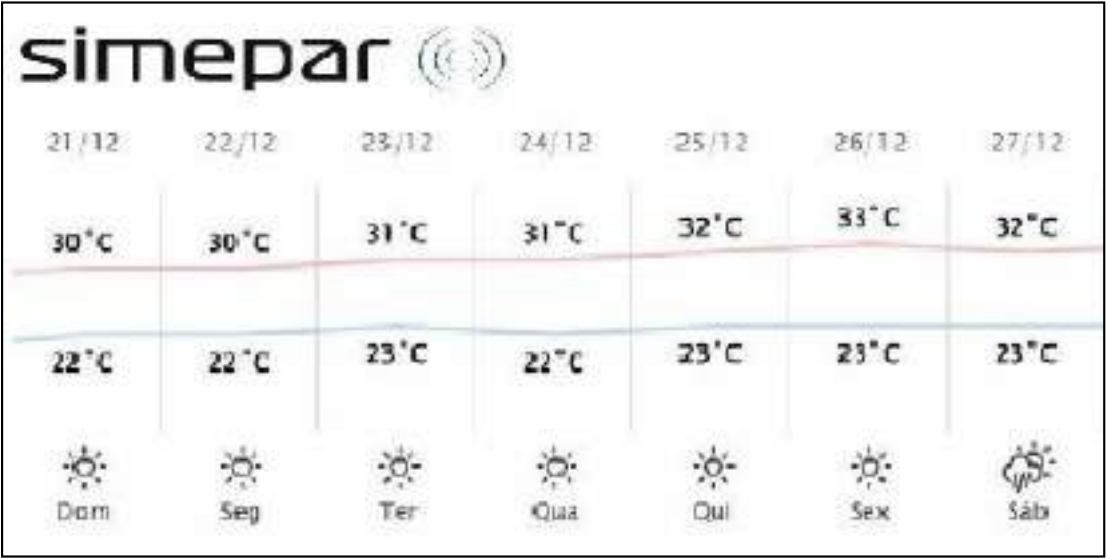 simepar
21/12 22/12 23/12 24/12 25/12 26/12 27/12
30°C 30°C 31°C 31°C 32°C 33°C 32°C
22°C 22°C 23°C 22°C 23°C 23°C 23°C
Dom Seg Ter Qua Qui Sex Sáb